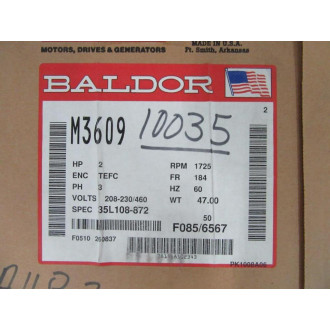 MADE IN U.S.A.
MOTORS, DRIVES & GENERATORS
Ft. Smith, Arkansas
BALDOR
2
M3609 10035
HP 2 RPM 1725
ENC TEFC FR 184
PH 3 HZ 60
VOLTS 208-230/460 WT 47.00
SPEC 35L108-872 50
F085/6567
F0510